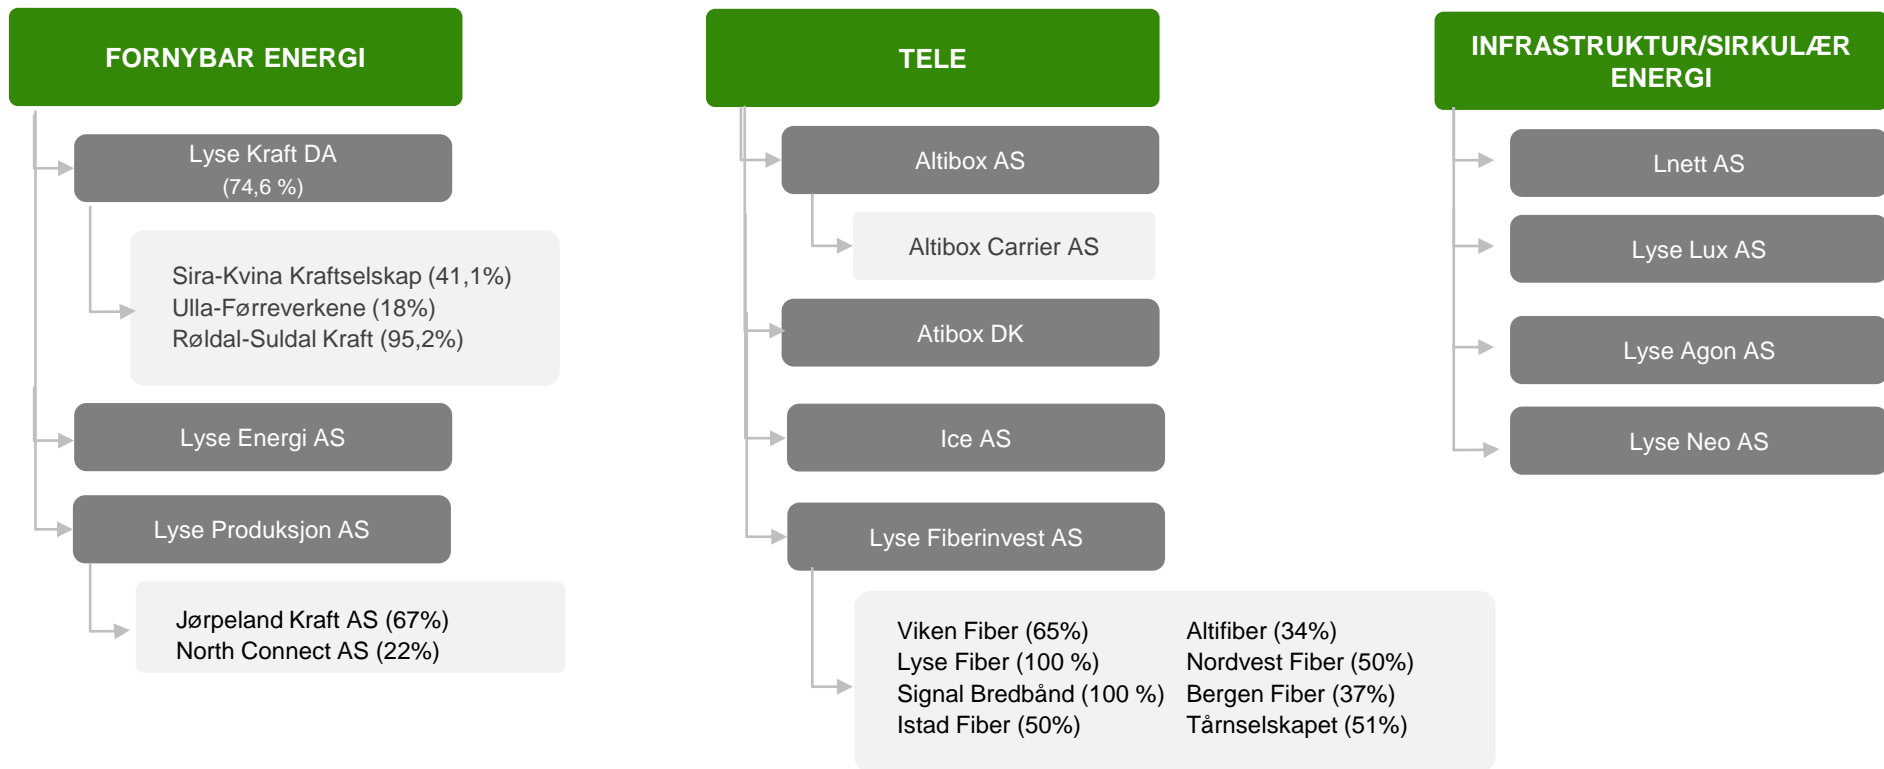 FORNYBAR ENERGI
Lyse Kraft DA
(74,6 %)
Sira-Kvina Kraftselskap (41,1%)
Ulla-Førreverkene (18%)
Røldal-Suldal Kraft (95,2%)
Lyse Energi AS
Lyse Produksjon AS
Jørpeland Kraft AS (67%)
North Connect AS (22%)
TELE
Altibox AS
Altibox Carrier AS
Atibox DK
Ice AS
Lyse Fiberinvest AS
Viken Fiber (65%)
Lyse Fiber (100 %)
Signal Bredbånd (100 %)
Istad Fiber (50%)
Altifiber (34%)
Nordvest Fiber (50%)
Bergen Fiber (37%)
Tårnselskapet (51%)
INFRASTRUKTUR/SIRKULÆR
ENERGI
Lnett AS
Lyse Lux AS
Lyse Agon AS
Lyse Neo AS